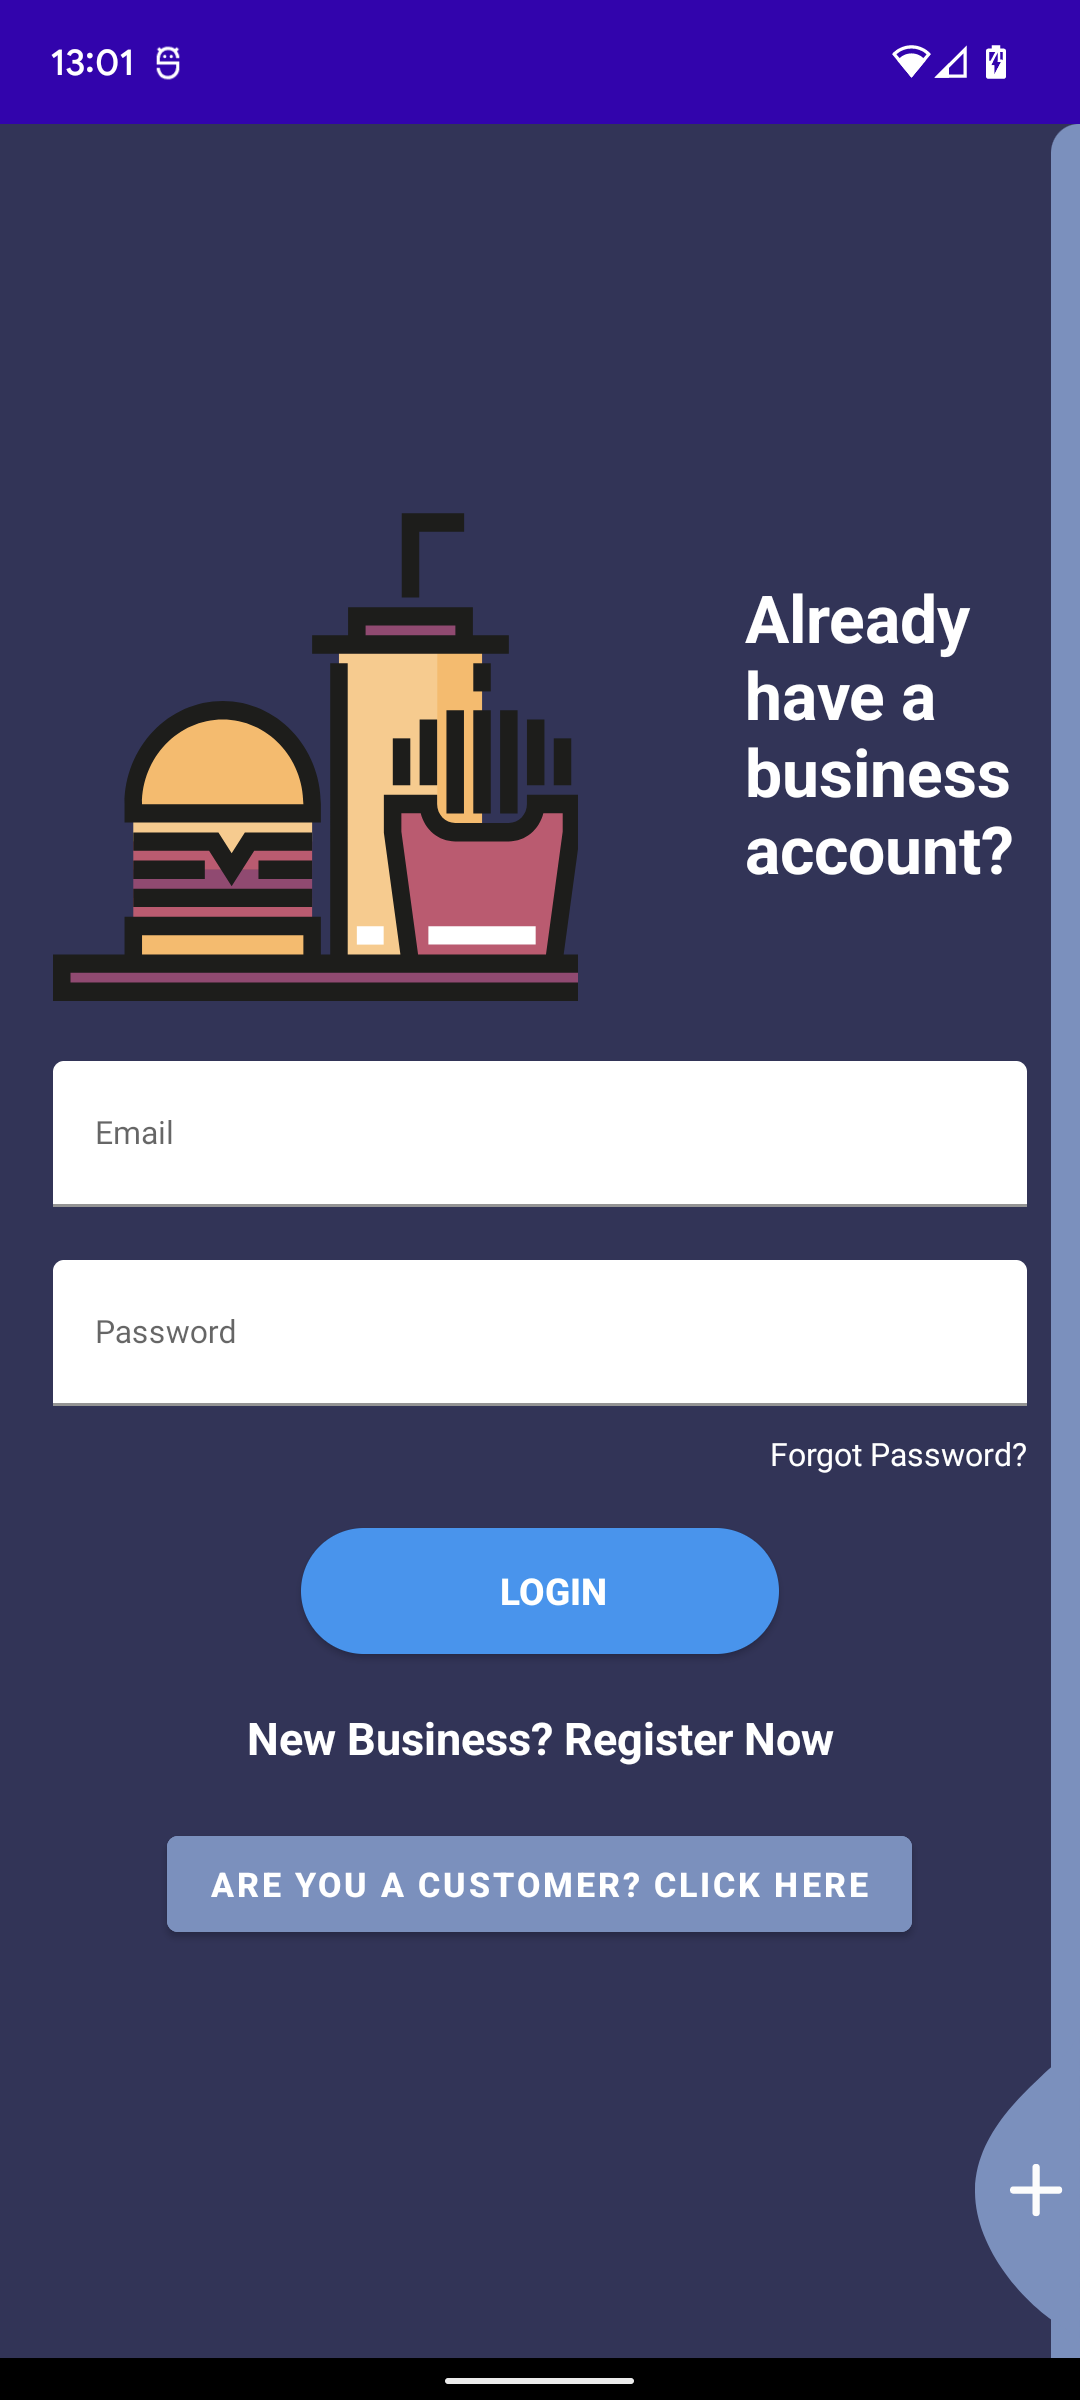 13:01
Already
have a
business
account?
Email
Password
Forgot Password?
LOGIN
New Business? Register Now
ARE YOU A CUSTOMER? CLICK HERE